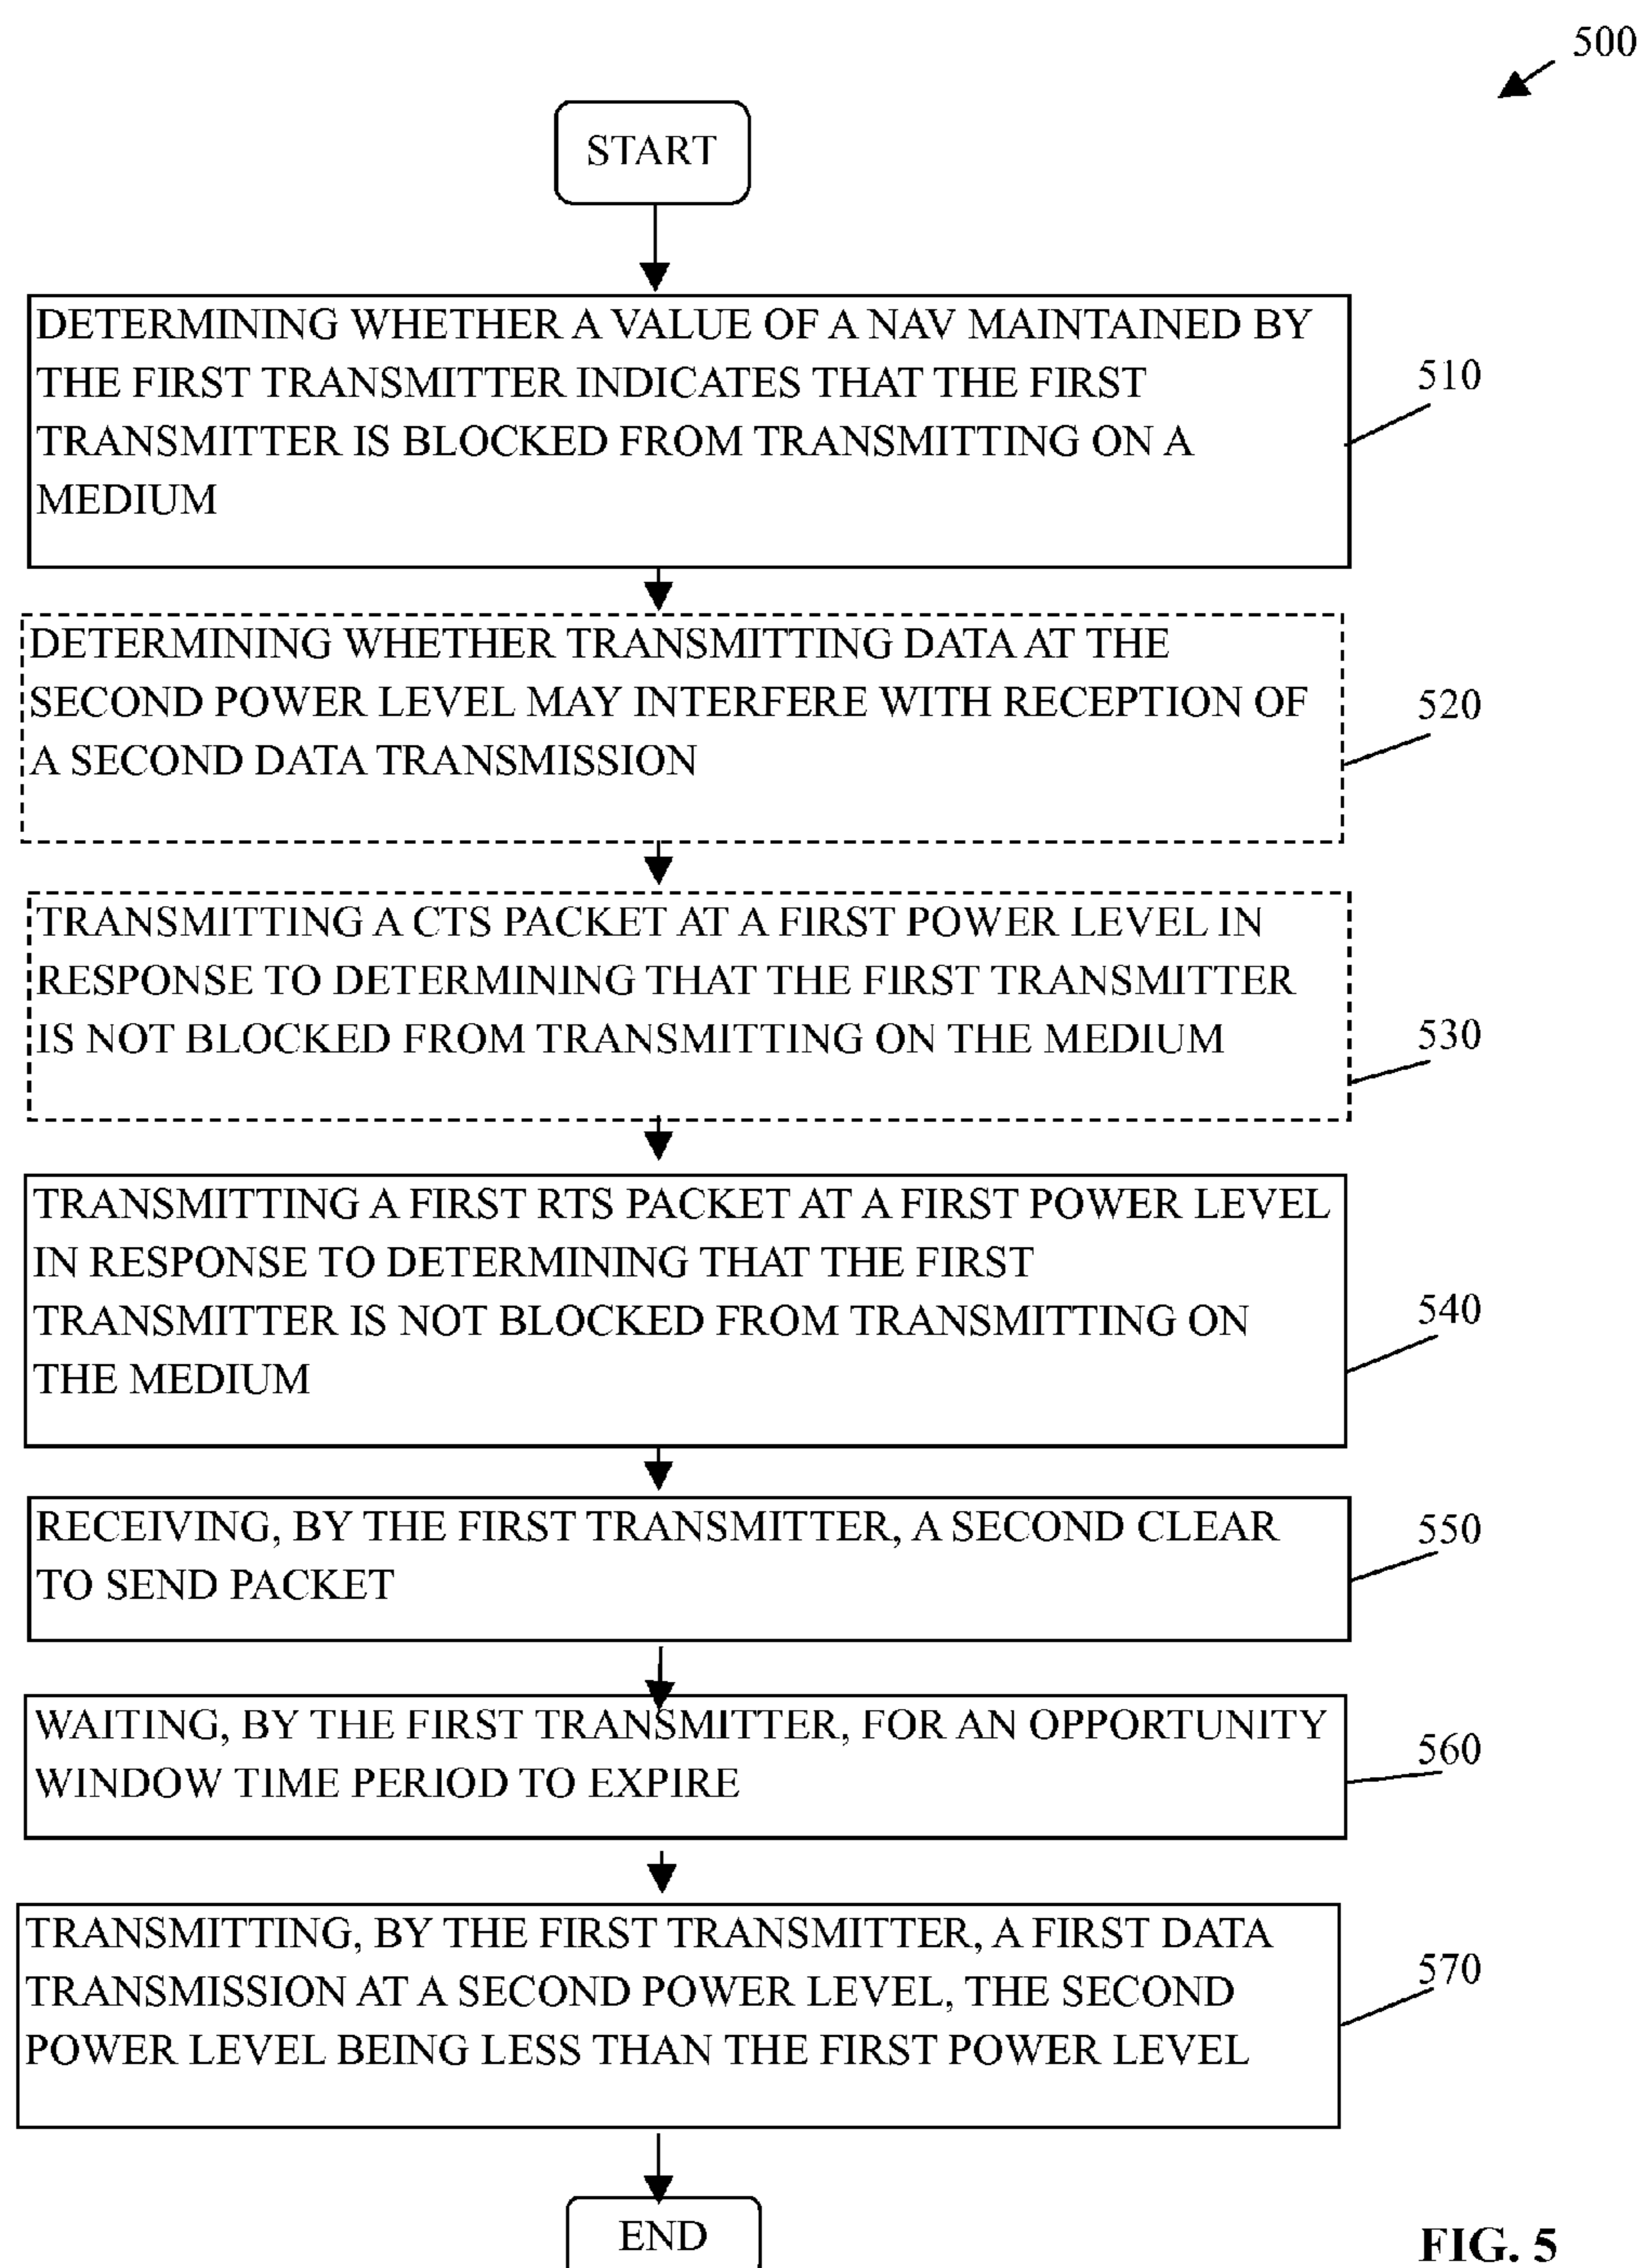 500
START
DETERMINING WHETHER A VALUE OF A NAV MAINTAINED BY
THE FIRST TRANSMITTER INDICATES THAT THE FIRST
TRANSMITTER IS BLOCKED FROM TRANSMITTING ON A
MEDIUM
510
DETERMINING WHETHER TRANSMITTING DATA AT THE
SECOND POWER LEVEL MAY INTERFERE WITH RECEPTION OF
A SECOND DATA TRANSMISSION
520
TRANSMITTING A CTS PACKET AT A FIRST POWER LEVEL IN
RESPONSE TO DETERMINING THAT THE FIRST TRANSMITTER
IS NOT BLOCKED FROM TRANSMITTING ON THE MEDIUM
530
TRANSMITTING A FIRST RTS PACKET AT A FIRST POWER LEVEL
IN RESPONSE TO DETERMINING THAT THE FIRST
TRANSMITTER IS NOT BLOCKED FROM TRANSMITTING ON
THE MEDIUM
540
RECEIVING, BY THE FIRST TRANSMITTER, A SECOND CLEAR
TO SEND PACKET
550
WAITING, BY THE FIRST TRANSMITTER, FOR AN OPPORTUNITY
WINDOW TIME PERIOD TO EXPIRE
560
TRANSMITTING, BY THE FIRST TRANSMITTER, A FIRST DATA
TRANSMISSION AT A SECOND POWER LEVEL, THE SECOND
POWER LEVEL BEING LESS THAN THE FIRST POWER LEVEL
570
END
FIG. 5